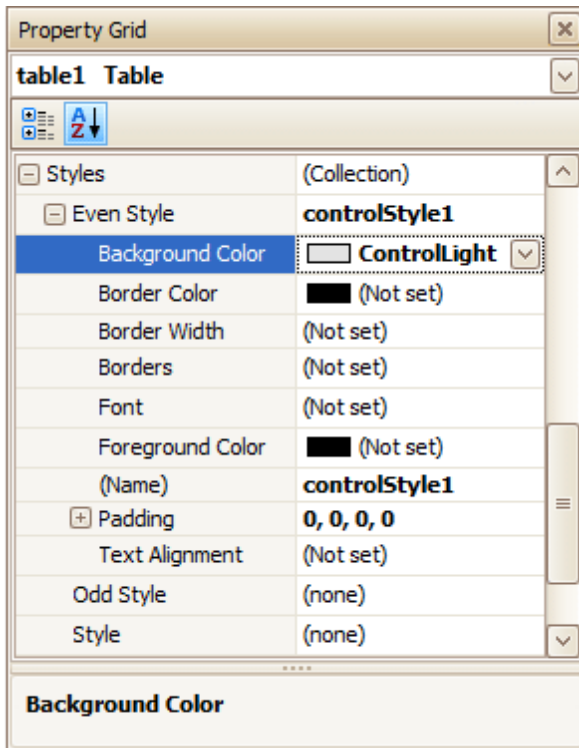 Property Grid
table1 Table
A
Z
Styles (Collection)
Even Style controlStyle1
Background Color ControlLight
Border Color (Not set)
Border Width (Not set)
Borders (Not set)
Font (Not set)
Foreground Color (Not set)
(Name) controlStyle1
Padding 0, 0, 0, 0
Text Alignment (Not set)
Odd Style (none)
Style (none)
Background Color